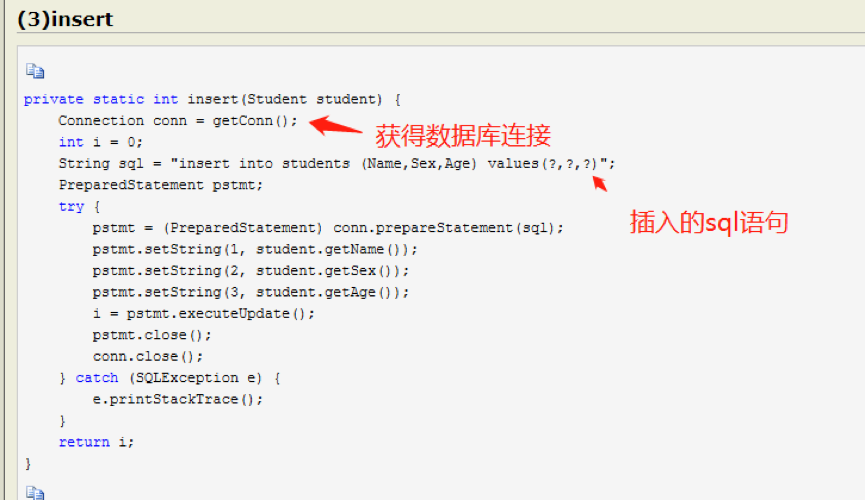 (3)insert
private static int insert(Student student) {
Connection conn = getConn();
获得数据库连接
int i = 0;
String sql = "insert into students (Name,Sex,Age) values(?,?,?)";
PreparedStatement pstmt;
插入的sql语句
try {
pstmt = (PreparedStatement) conn.prepareStatement(sql);
pstmt.setString(1, student.getName());
pstmt.setString(2, student.getSex());
pstmt.setString(3, student.getAge());
i = pstmt.executeUpdate();
pstmt.close();
conn.close();
} catch (SQLException e) {
e.printStackTrace();
}
return i;
}